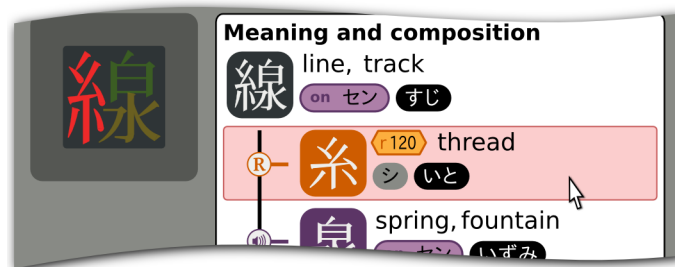 線
Meaning and composition
線
line, track
on セン すじ
R
糸
r120 thread
シ いと
泉
spring, fountain
on セン いずみ